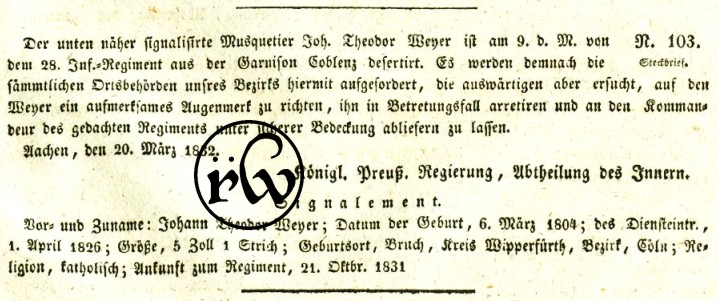 Der unten näher signalisirte Musquetier Joh. Theodor Weyer ist am 9. d. M. von
N. 103.
dem 28. Inf.-Regiment aus der Garnison Coblenz desertirt. Es werden demnach die
Steckbrief.
sämmtlichen Ortsbehörden unsres Bezirks hiermit aufgefordert, die auswärtigen aber ersucht, auf den
Weyer ein aufmerksames Augenmerk zu richten, ihn in Betretungsfall arretiren und an den Komman-
deur des gedachten Regiments unter sicherer Bedeckung abliefern zu lassen.
Aachen, den 20. März 1832.
Königl. Preuß. Regierung, Abtheilung des Innern.
Signalement.
Vor- und Zuname: Johann Theodor Weyer; Datum der Geburt, 6. März 1804; des Diensteintr.,
1. April 1826; Größe, 5 Zoll 1 Strich; Geburtsort, Bruch, Kreis Wipperfürth, Bezirk, Cöln; Re-
ligion, katholisch; Ankunft zum Regiment, 21. Oktbr. 1831